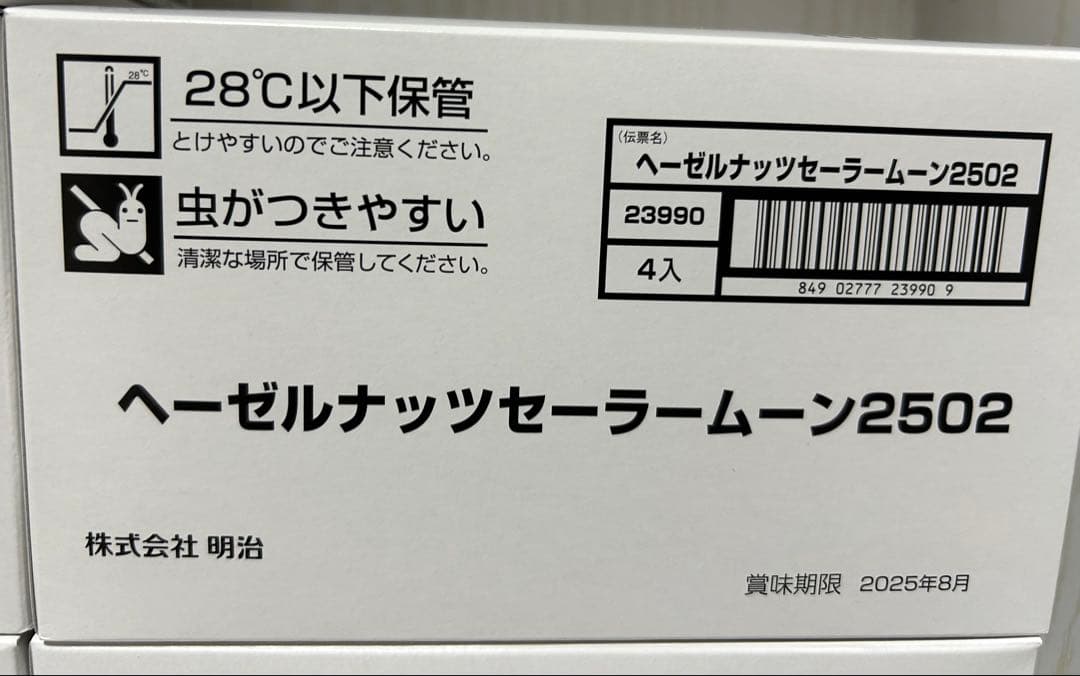 28℃
28℃以下保管
とけやすいのでご注意ください。
虫がつきやすい
清潔な場所で保管してください。
(伝票名)
ヘーゼルナッツセーラームーン2502
23990
4入
849 02777 23990 9
ヘーゼルナッツセーラームーン2502
株式会社 明治
賞味期限 2025年8月